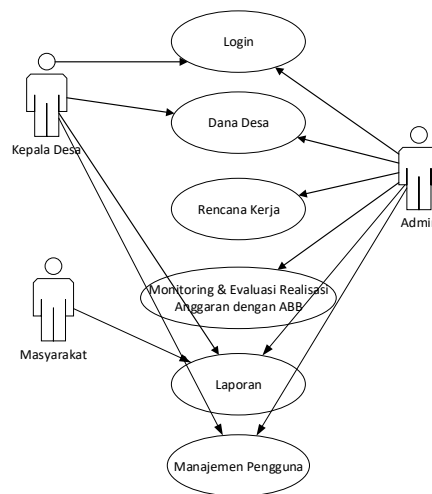 Login
Kepala Desa
Dana Desa
Rencana Kerja
Admin
Monitoring & Evaluasi Realisasi
Anggaran dengan ABB
Masyarakat
Laporan
Manajemen Pengguna